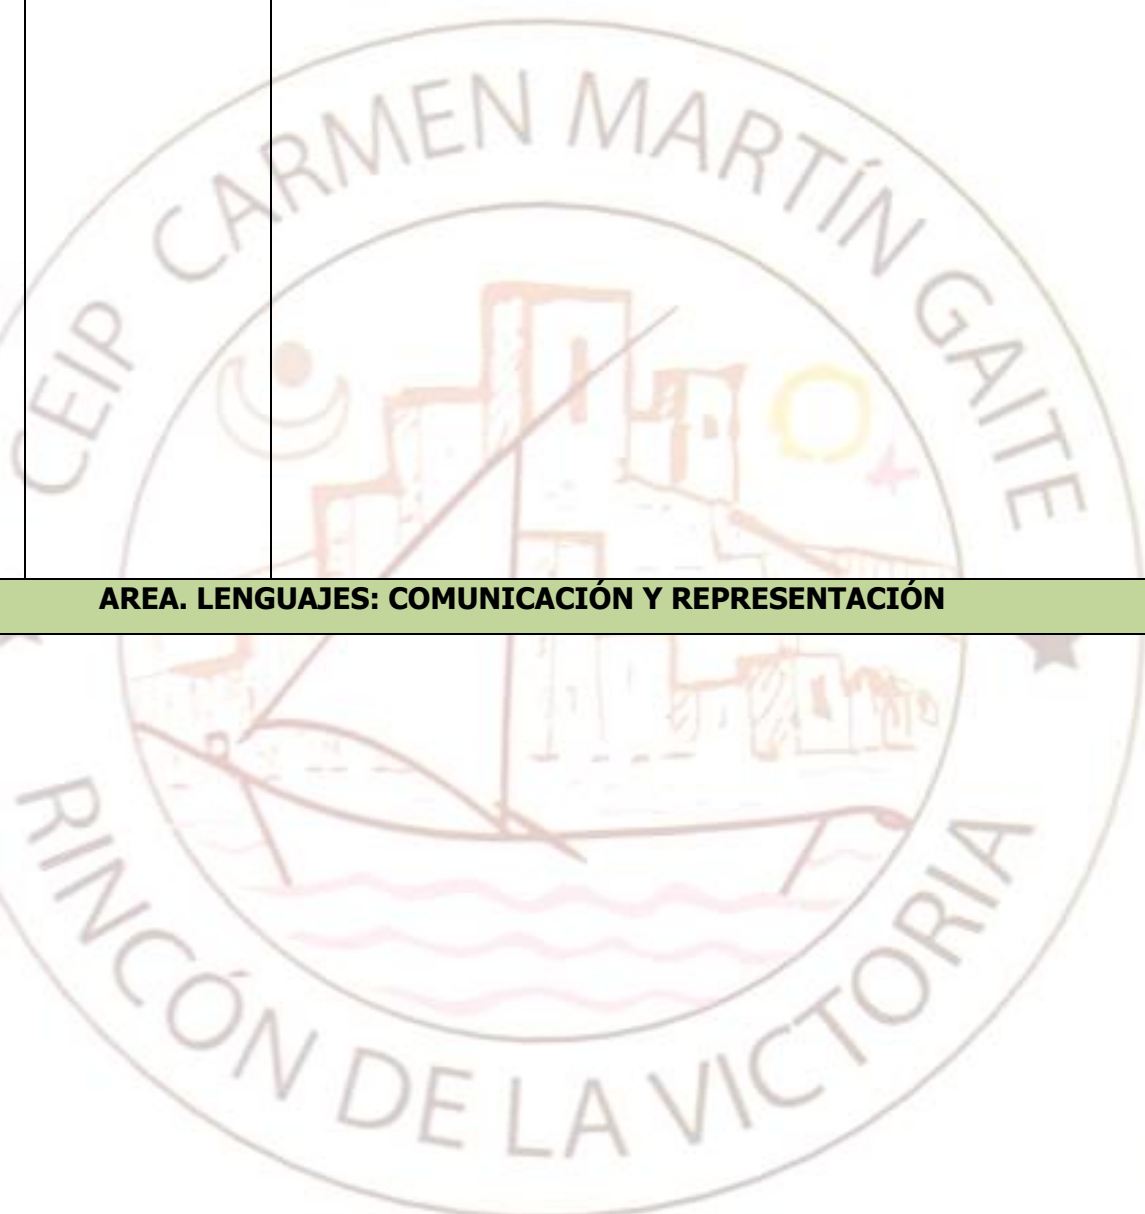 CEIP CARMEN MARTÍN GAITE
AREA. LENGUAJES: COMUNICACIÓN Y REPRESENTACIÓN
RINCÓN DE LA VICTORIA